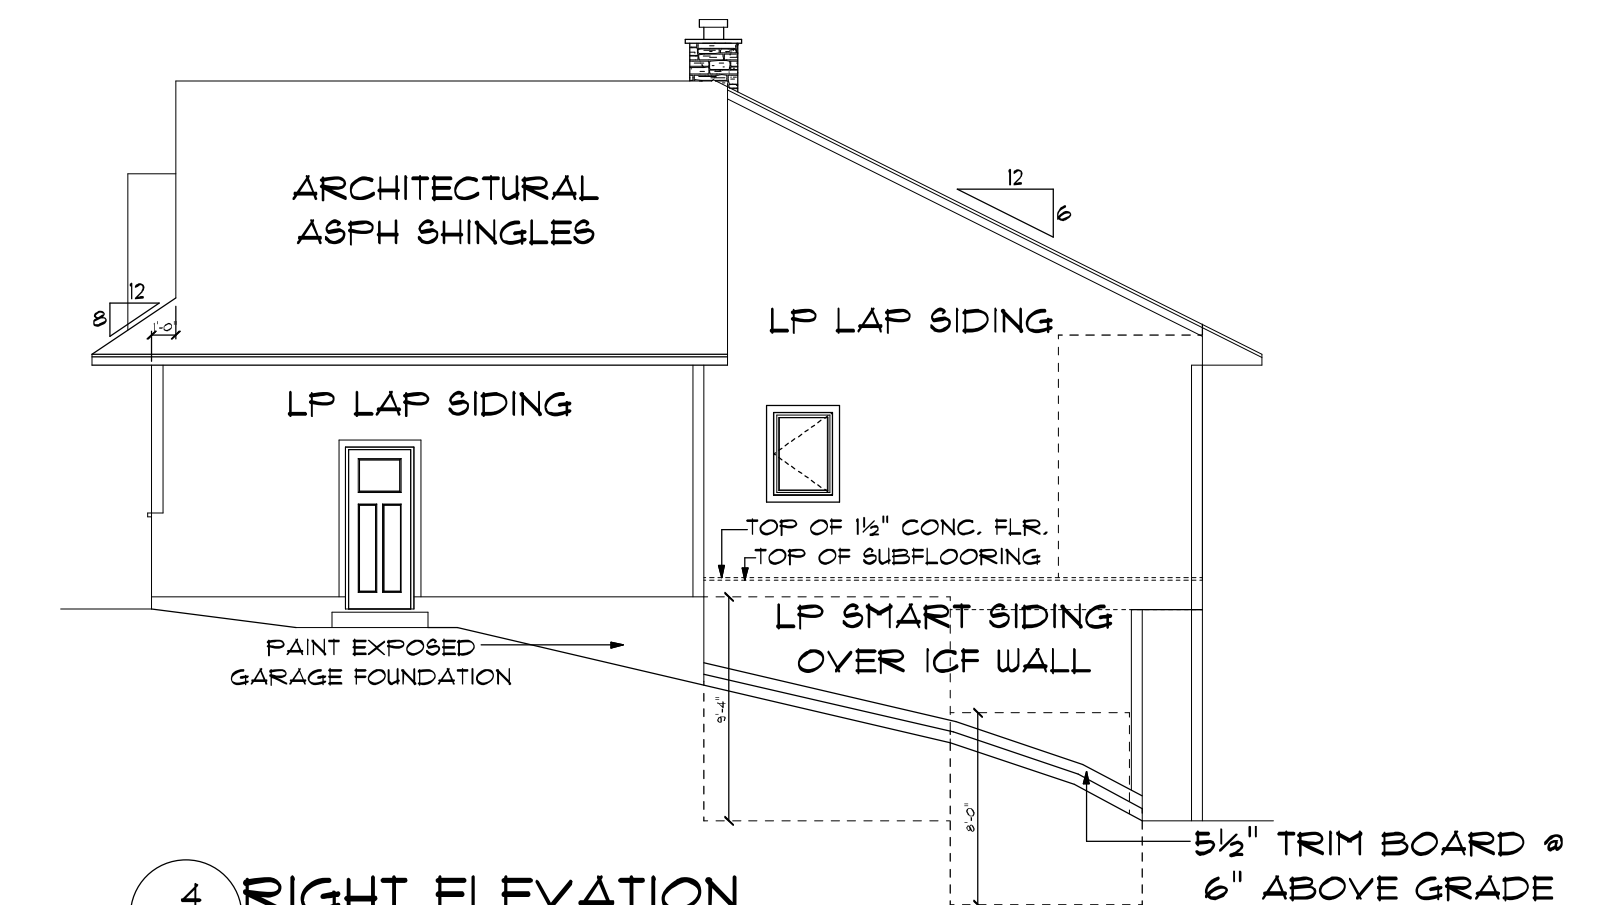 12
ARCHITECTURAL
ASPH SHINGLES
6
12
8
1'-0"
LP LAP SIDING
LP LAP SIDING
TOP OF 1½" CONC. FLR.
TOP OF SUBFLOORING
LP SMART SIDING
OVER ICF WALL
PAINT EXPOSED
GARAGE FOUNDATION
9'-4"
8'-0"
5½" TRIM BOARD @
6" ABOVE GRADE
4
RIGHT ELEVATION